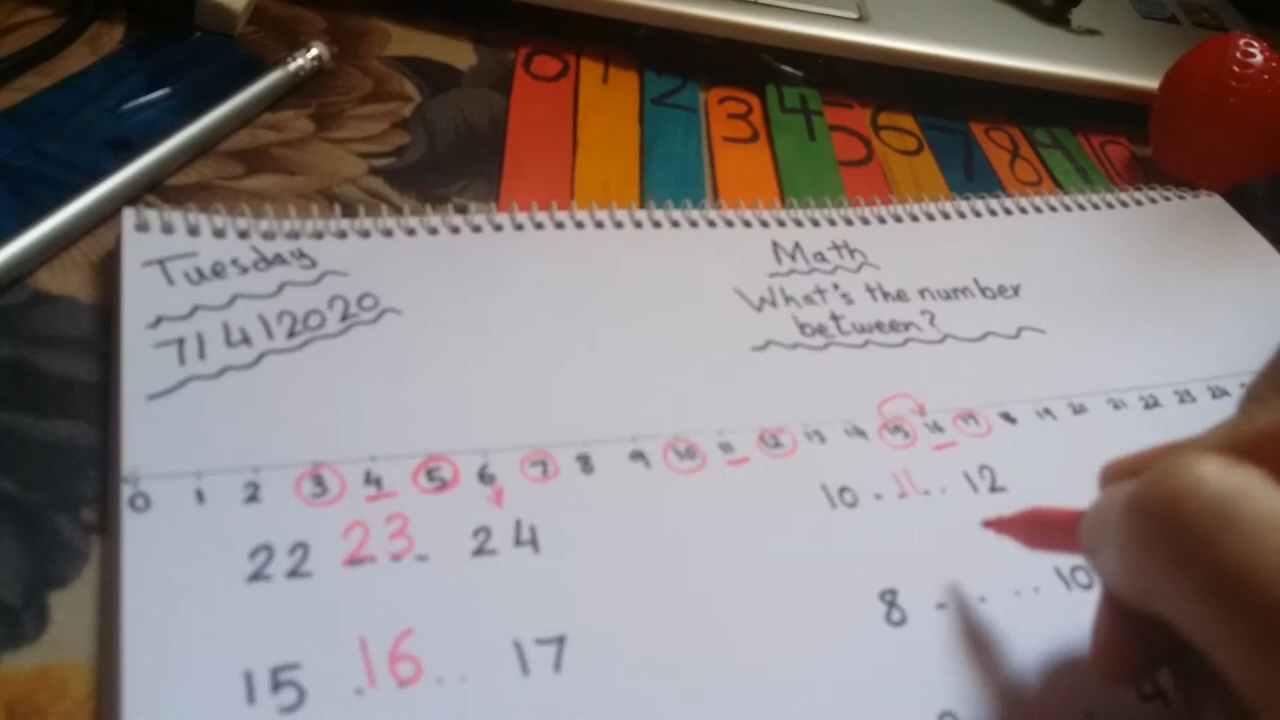 0 1 2 3 4 5 6 7 8 9 10
Tuesday
7/4/2020
Math
What's the number
between?
0 1 2 3 4 5 6 7 8 9 10 11 12 13 14 15 16 17 18 19 20 21 22 23 24
10 . 11 .. 12
22 23 . 24
8 - . .. 10
15 . 16 .. 17